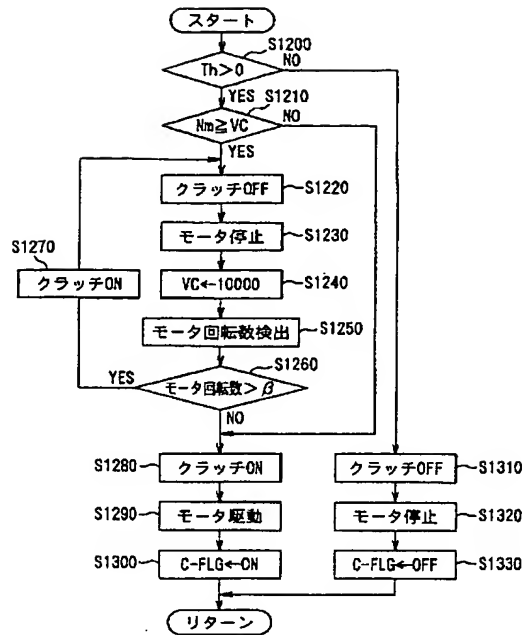 スタート
S1200
Th>0
NO
YES
S1210
Nm≧VC
NO
YES
クラッチOFF
S1220
モータ停止
S1230
S1270
クラッチON
VC←10000
S1240
モータ回転数検出
S1250
S1260
YES
モータ回転数>β
NO
S1280
クラッチON
クラッチOFF
S1310
S1290
モータ駆動
モータ停止
S1320
S1300
C-FLG←ON
C-FLG←OFF
S1330
リターン